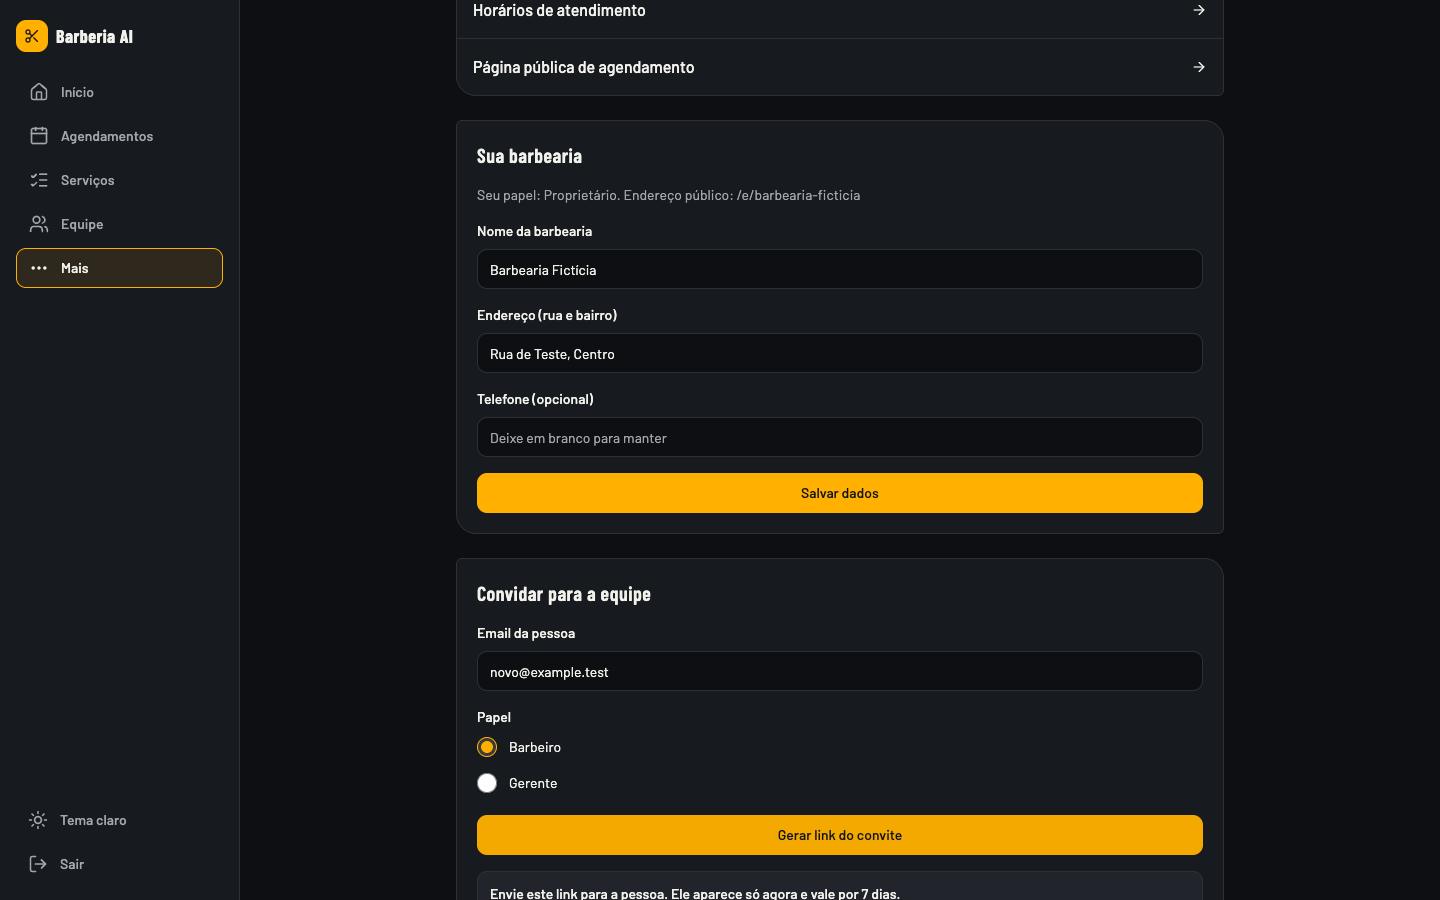 Barberia AI
Início
Agendamentos
Serviços
Equipe
Mais
Tema claro
Sair
Horários de atendimento
Página pública de agendamento
Sua barbearia
Seu papel: Proprietário. Endereço público: /e/barbearia-ficticia
Nome da barbearia
Barbearia Fictícia
Endereço (rua e bairro)
Rua de Teste, Centro
Telefone (opcional)
Deixe em branco para manter
Salvar dados
Convidar para a equipe
Email da pessoa
novo@example.test
Papel
Barbeiro
Gerente
Gerar link do convite
Envie este link para a pessoa. Ele aparece só agora e vale por 7 dias.